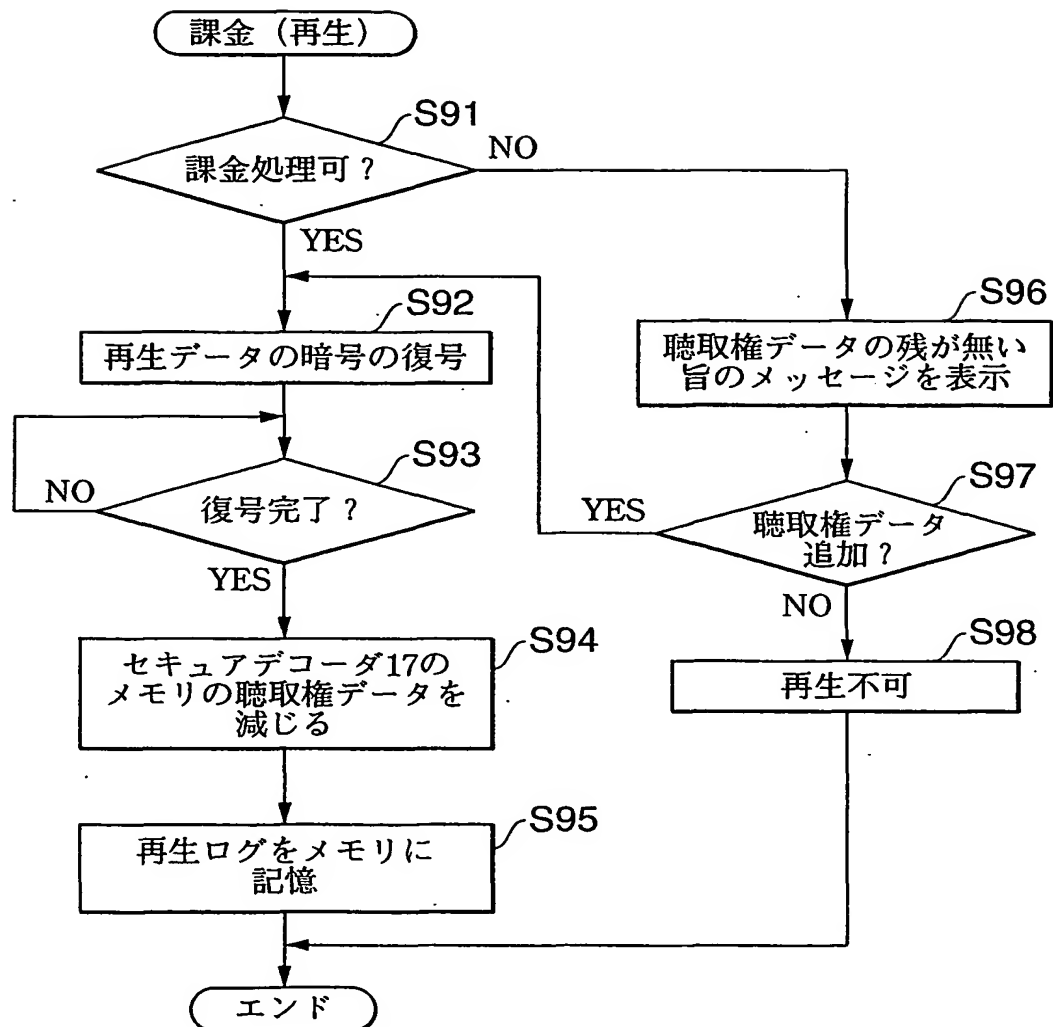 課金（再生）
S91
課金処理可？
NO
YES
S92
再生データの暗号の復号
S93
復号完了？
NO
YES
S94
セキュアデコーダ17の
メモリの聴取権データを
減じる
S95
再生ログをメモリに
記憶
S96
聴取権データの残が無い
旨のメッセージを表示
S97
聴取権データ
追加？
YES
NO
S98
再生不可
エンド